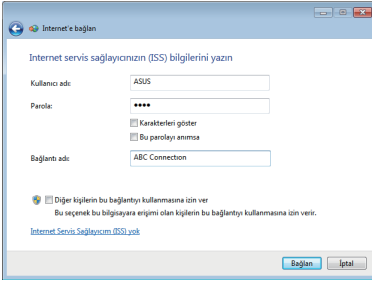 Internet'e bağlan
Internet servis sağlayıcınızın (ISS) bilgilerini yazın
Kullanıcı adı: ASUS
Parola: ••••
Karakterleri göster
Bu parolayı anımsa
Bağlantı adı: ABC Connection
Diğer kişilerin bu bağlantıyı kullanmasına izin ver
Bu seçenek bu bilgisayara erişimi olan kişilerin bu bağlantıyı kullanmasına izin verir.
Internet Servis Sağlayıcım (ISS) yok
Bağlan İptal